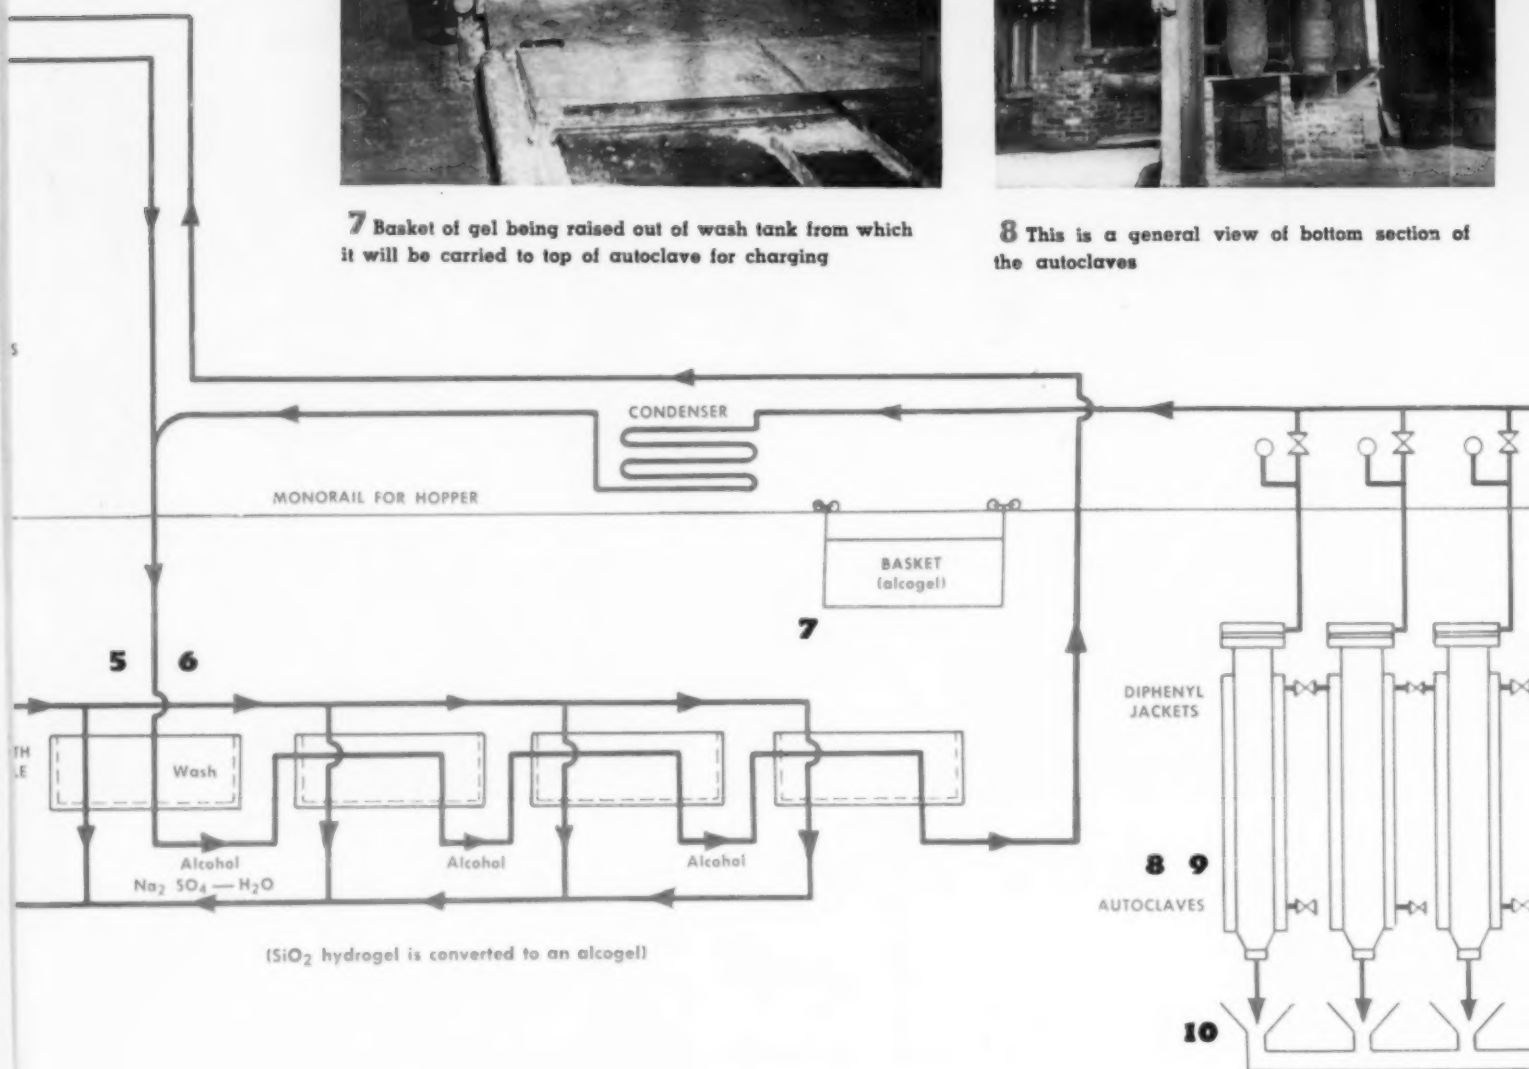 7 Basket of gel being raised out of wash tank from which
it will be carried to top of autoclave for charging
8 This is a general view of bottom section of
the autoclaves
S
CONDENSER
MONORAIL FOR HOPPER
BASKET
(alcogel)
7
5 6
DIPHENYL
JACKETS
TH
LE
Wash
Alcohol
Na2 SO4 — H2O
Alcohol
Alcohol
8 9
AUTOCLAVES
(SiO2 hydrogel is converted to an alcogel)
10